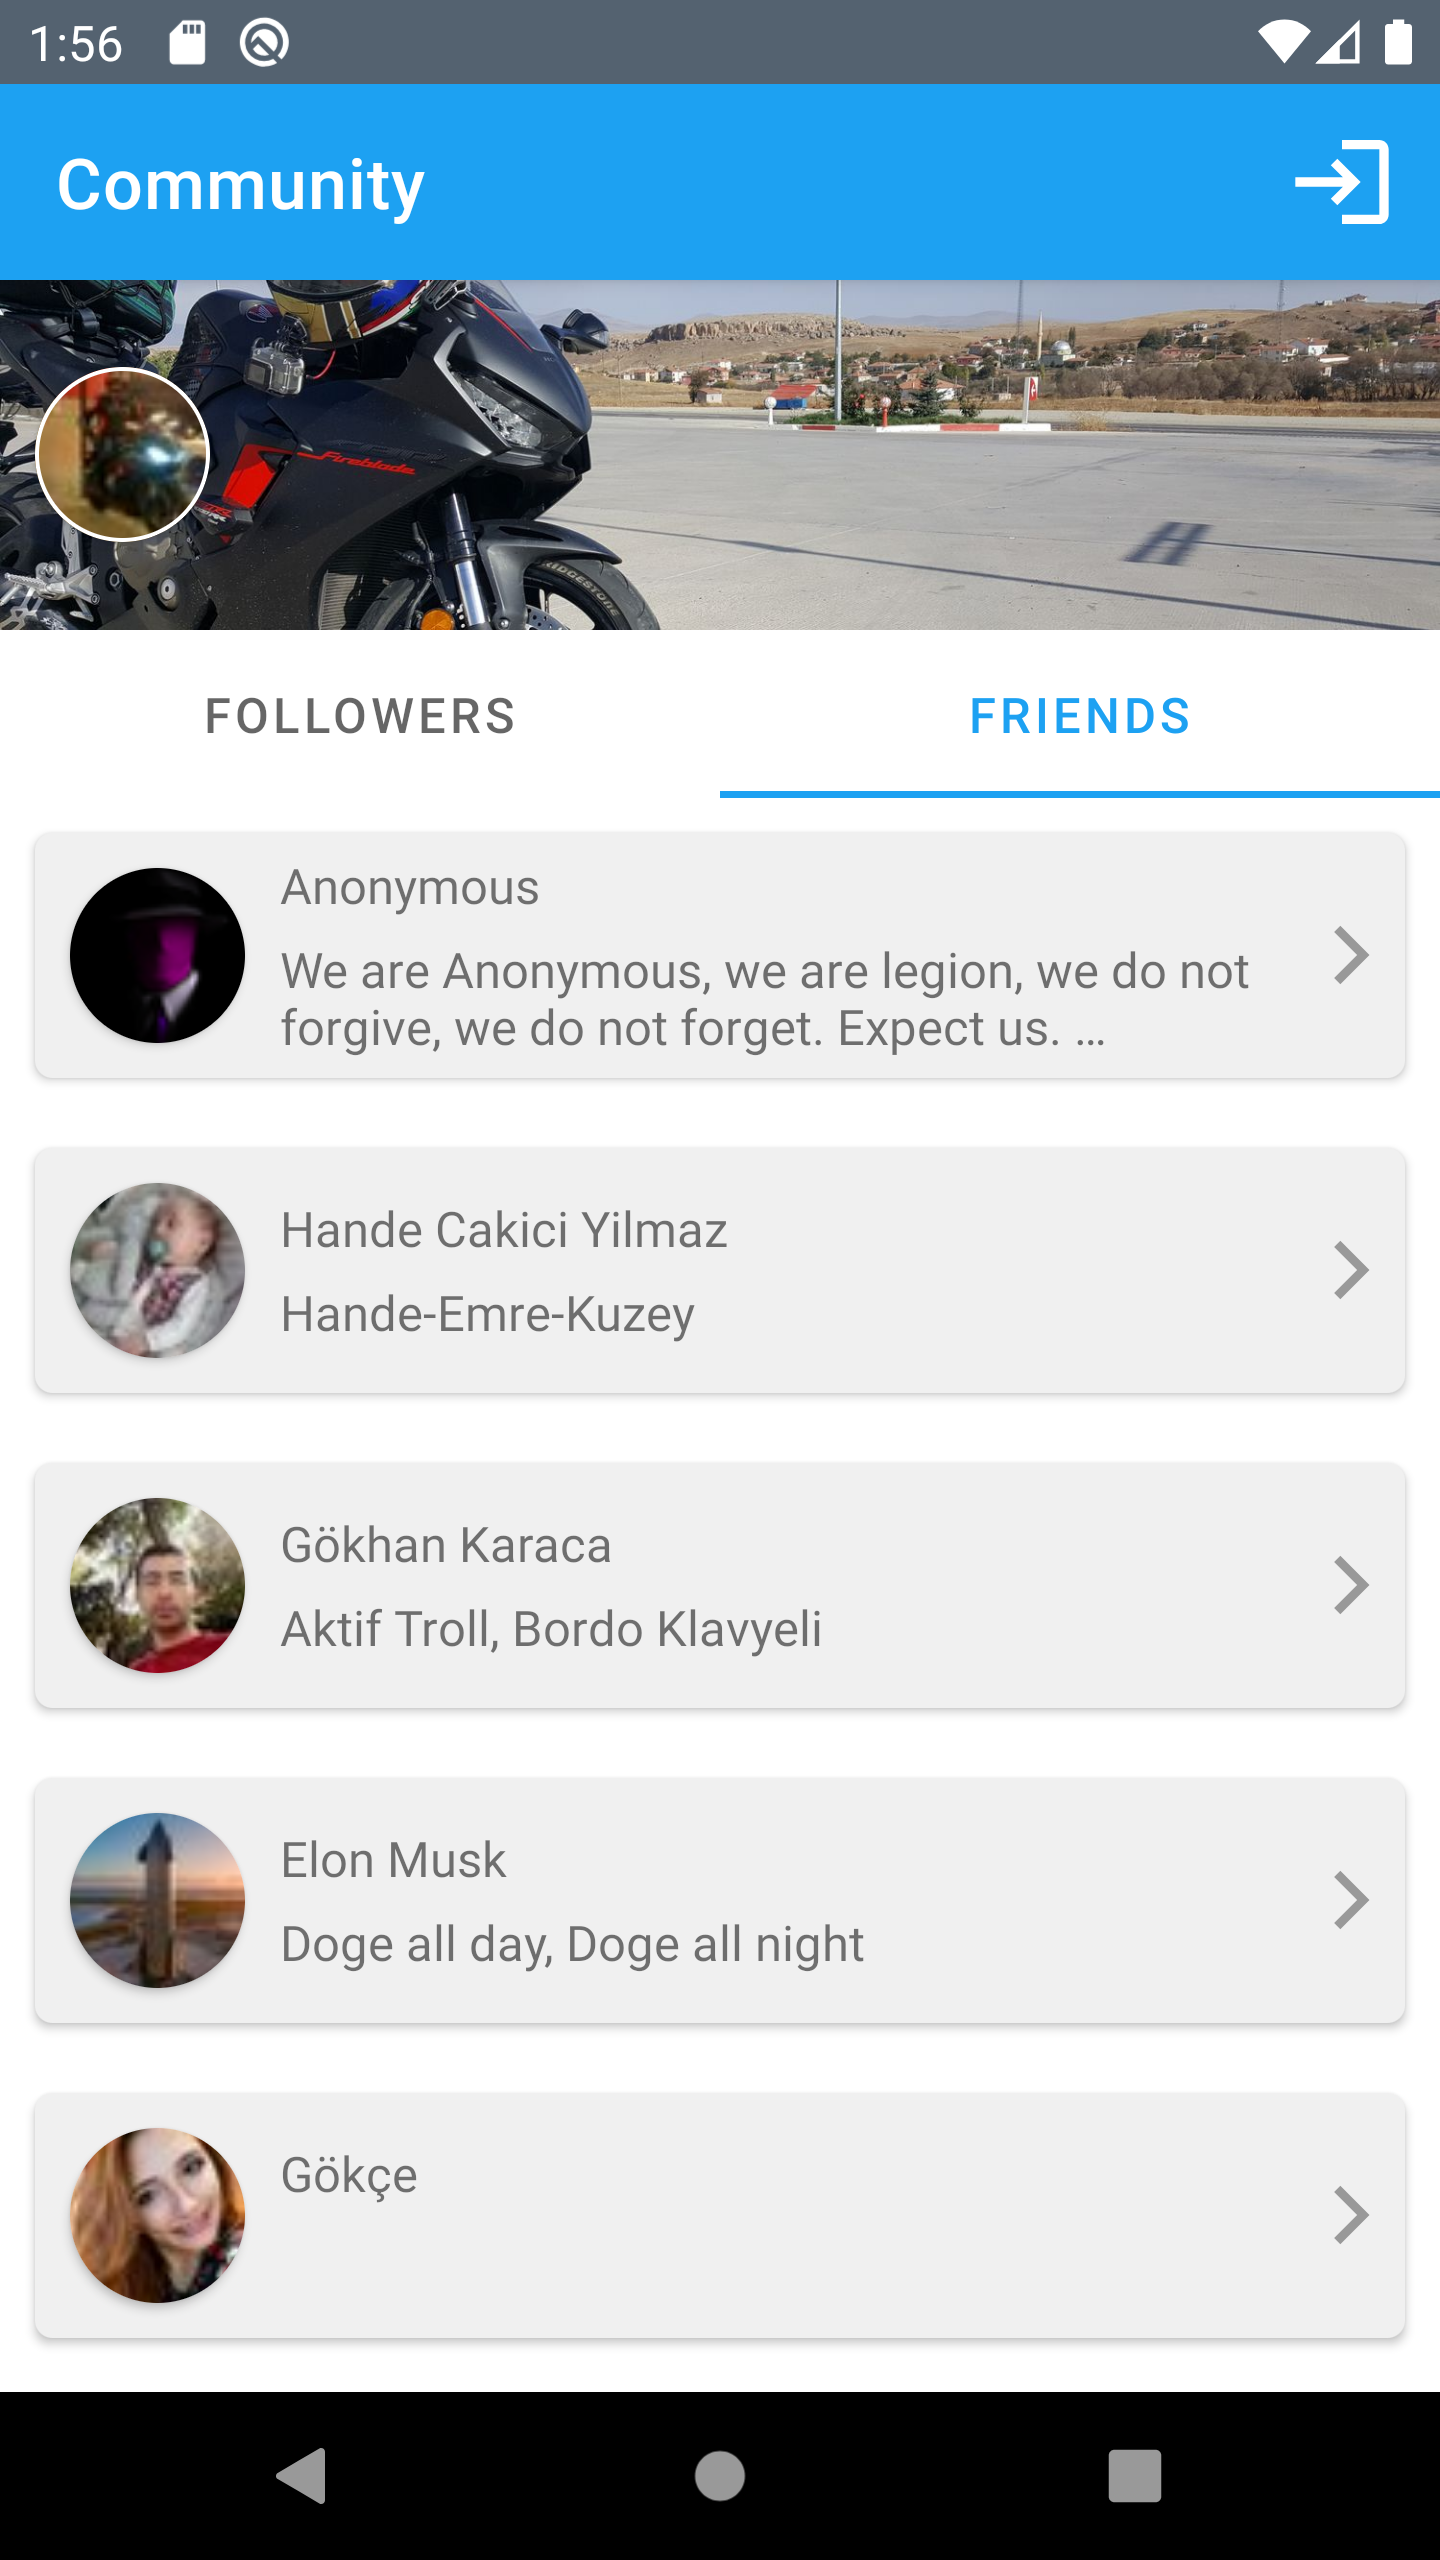 1:56
Community
Fireblade
BRIDGESTONE
FOLLOWERS
FRIENDS
Anonymous
We are Anonymous, we are legion, we do not
forgive, we do not forget. Expect us. ...
Hande Cakici Yilmaz
Hande-Emre-Kuzey
Gökhan Karaca
Aktif Troll, Bordo Klavyeli
Elon Musk
Doge all day, Doge all night
Gökçe